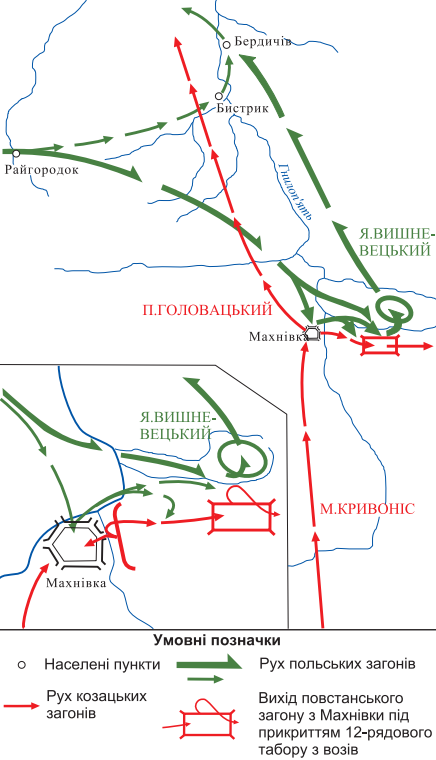 Бердичів
Бистрик
Райгородок
Гнилоп'ять
Я.ВИШНЕ-
ВЕЦЬКИЙ
П.ГОЛОВАЦЬКИЙ
Махнівка
Я.ВИШНЕ-
ВЕЦЬКИЙ
М.КРИВОНІС
Махнівка
Умовні позначки
Населені пункти
Рух польських загонів
Рух козацьких
загонів
Вихід повстанського
загону з Махнівки під
прикриттям 12-рядового
табору з возів